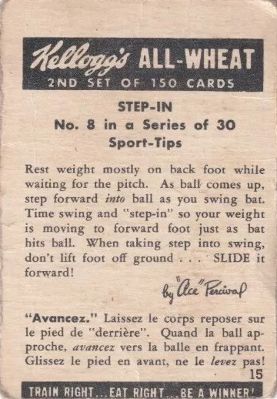 Kellogg's ALL-WHEAT
2ND SET OF 150 CARDS
STEP-IN
No. 8 in a Series of 30
Sport-Tips
Rest weight mostly on back foot while
waiting for the pitch. As ball comes up,
step forward into ball as you swing bat.
Time swing and "step-in" so your weight
is moving to forward foot just as bat
hits ball. When taking step into swing,
don't lift foot off ground . . . SLIDE it
forward!
by "Ace" Percival
"Avancez." Laissez le corps reposer sur
le pied de "derrière". Quand la ball ap-
proche, avancez vers la balle en frappant.
Glissez le pied en avant, ne le levez pas!
15
TRAIN RIGHT...EAT RIGHT...BE A WINNER!